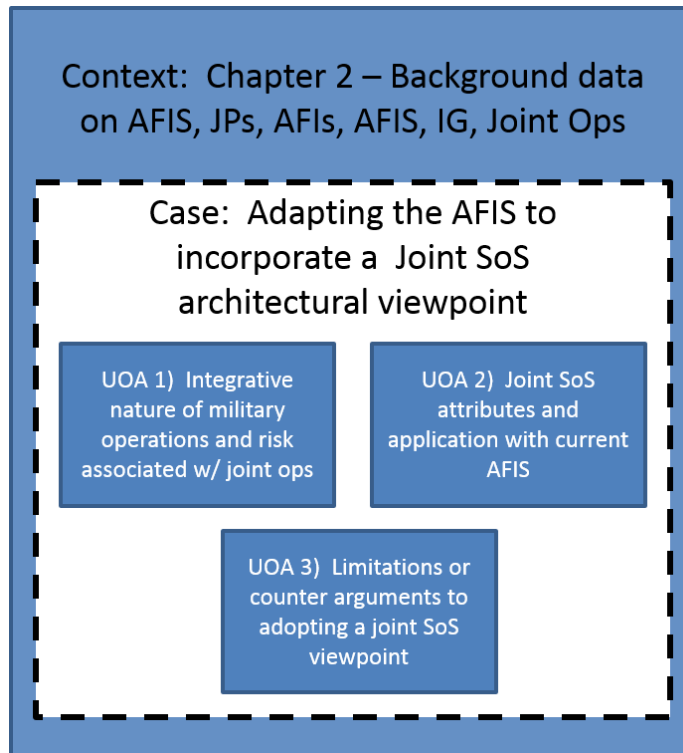 Context:  Chapter 2 – Background data
on AFIS, JPs, AFIs, AFIS, IG, Joint Ops
Case:  Adapting the AFIS to
incorporate a  Joint SoS
architectural viewpoint
UOA 1)  Integrative
nature of military
operations and risk
associated w/ joint ops
UOA 2)  Joint SoS
attributes and
application with current
AFIS
UOA 3)  Limitations or
counter arguments to
adopting a joint SoS
viewpoint